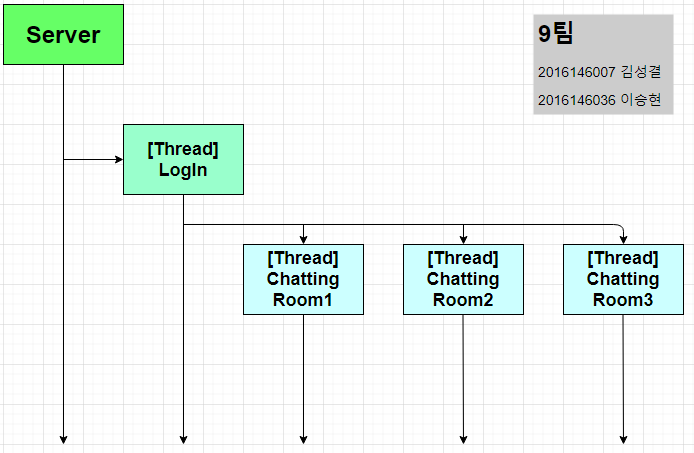 Server
9팀
2016146007 김성결
2016146036 이승현
[Thread]
LogIn
[Thread]
Chatting
Room1
[Thread]
Chatting
Room2
[Thread]
Chatting
Room3